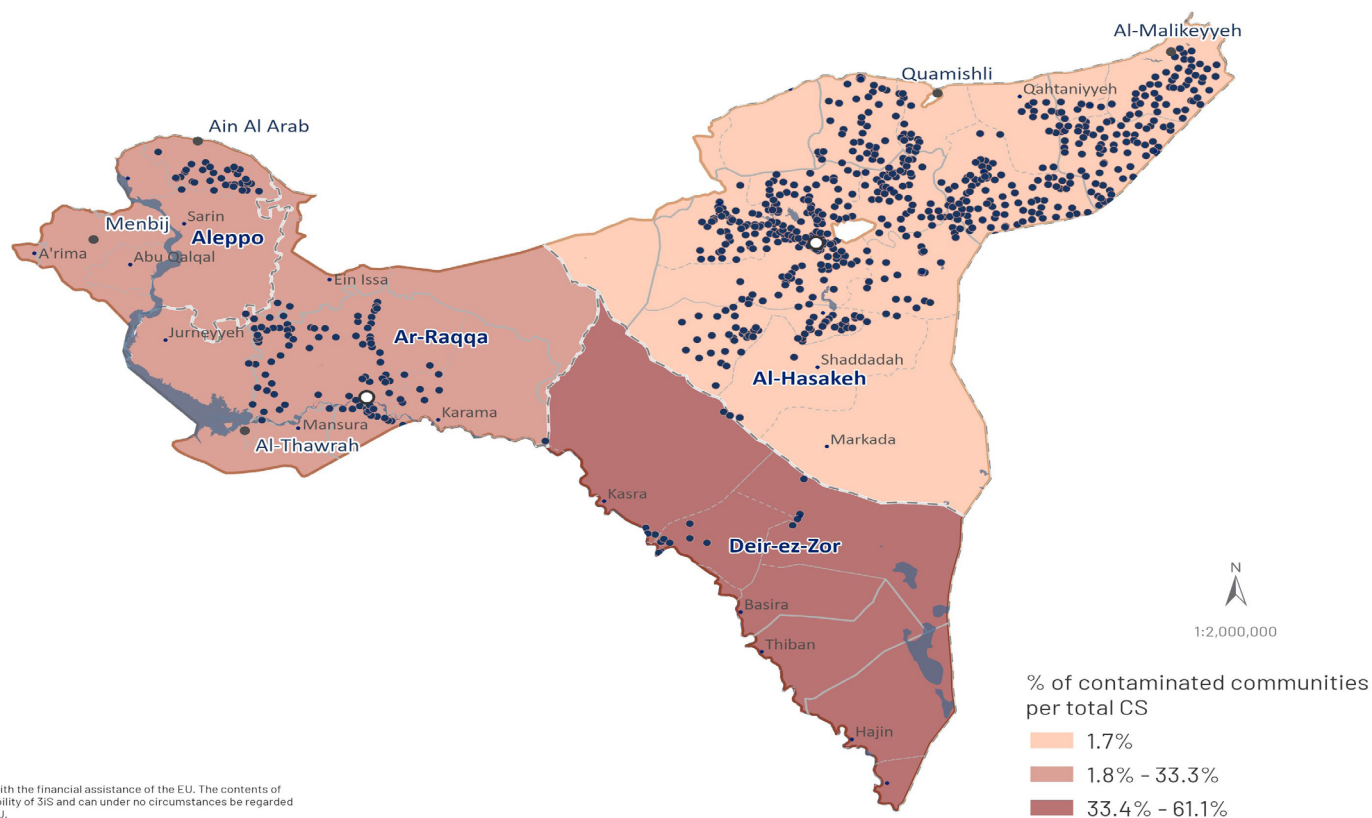 Al-Malikeyyeh
Quamishli
Qahtaniyyeh
Ain Al Arab
Sarin
Menbij
Aleppo
A'rima
Abu Qalqal
Ein Issa
Jurneyyeh
Ar-Raqqa
Shaddadah
Al-Hasakeh
Karama
Mansura
Al-Thawrah
Markada
Kasra
Deir-ez-Zor
Basira
Thiban
Hajin
N
1:2,000,000
% of contaminated communities
per total CS
1.7%
1.8% - 33.3%
33.4% - 61.1%
ith the financial assistance of the EU. The contents of
bility of 3iS and can under no circumstances be regarded
U.